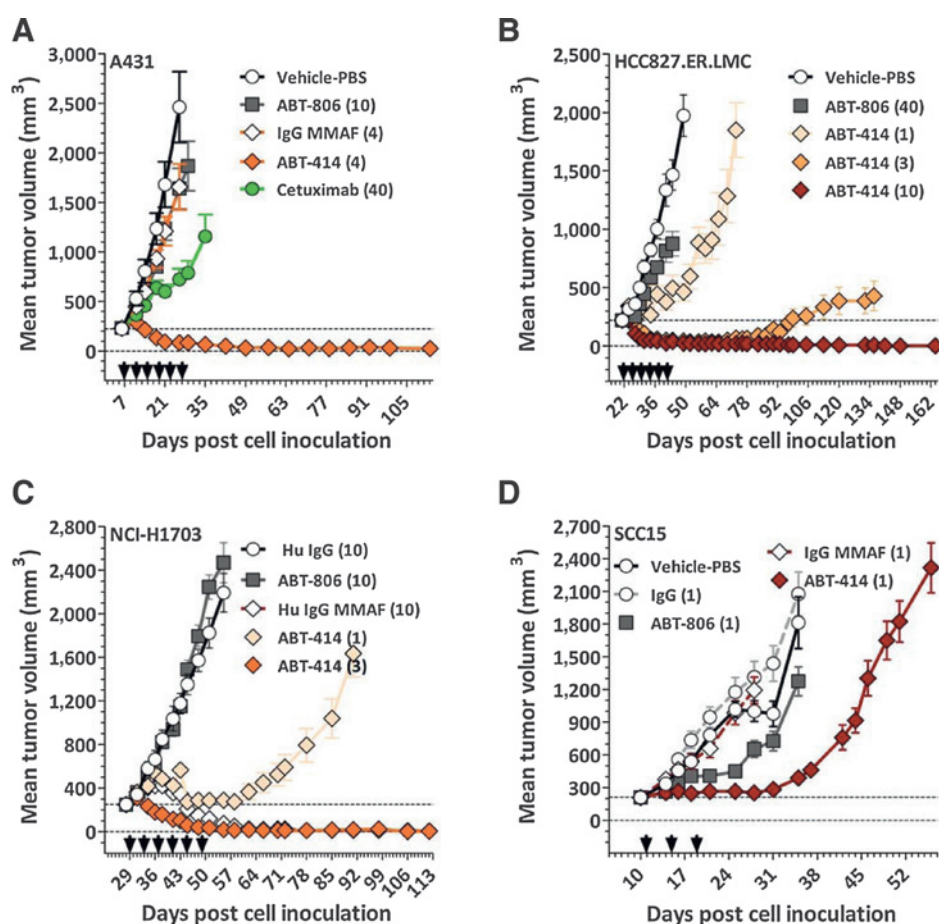 A
A431
Mean tumor volume (mm³)
3,000
2,500
2,000
1,500
1,000
500
0
Vehicle-PBS
ABT-806 (10)
IgG MMAF (4)
ABT-414 (4)
Cetuximab (40)
7
21
35
49
63
77
91
105
Days post cell inoculation
B
HCC827.ER.LMC
Mean tumor volume (mm³)
2,500
2,000
1,500
1,000
500
0
Vehicle-PBS
ABT-806 (40)
ABT-414 (1)
ABT-414 (3)
ABT-414 (10)
22
36
50
64
78
92
106
120
134
148
162
Days post cell inoculation
C
NCI-H1703
Mean tumor volume (mm³)
2,800
2,400
2,000
1,600
1,200
800
400
0
Hu IgG (10)
ABT-806 (10)
Hu IgG MMAF (10)
ABT-414 (1)
ABT-414 (3)
29
36
43
50
57
64
71
78
85
92
99
106
113
Days post cell inoculation
D
SCC15
Mean tumor volume (mm³)
2,700
2,400
2,100
1,800
1,500
1,200
900
600
300
0
Vehicle-PBS
IgG (1)
ABT-806 (1)
IgG MMAF (1)
ABT-414 (1)
10
17
24
31
38
45
52
Days post cell inoculation